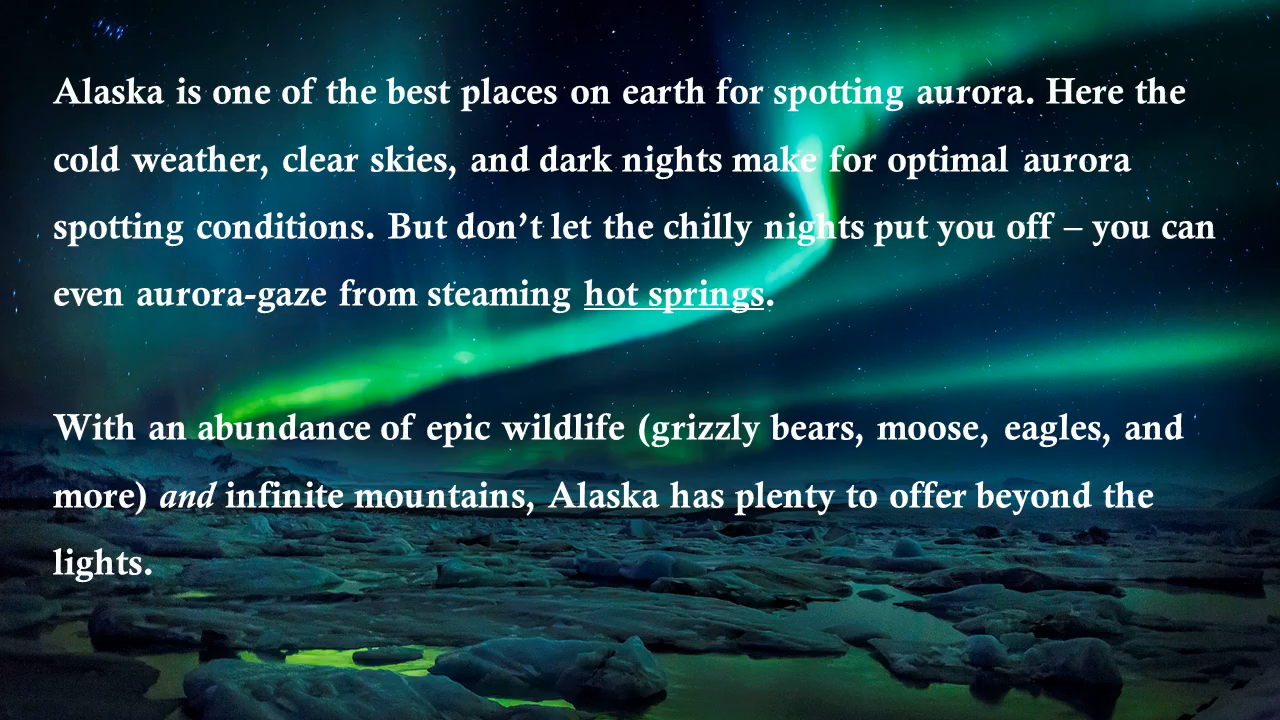 Alaska is one of the best places on earth for spotting aurora. Here the
cold weather, clear skies, and dark nights make for optimal aurora
spotting conditions. But don’t let the chilly nights put you off – you can
even aurora-gaze from steaming hot springs.
With an abundance of epic wildlife (grizzly bears, moose, eagles, and
more) and infinite mountains, Alaska has plenty to offer beyond the
lights.